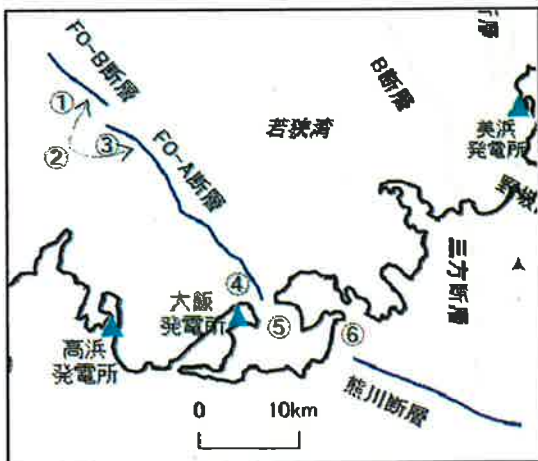 FO-B断層
B断層
美浜
発電所
若狭湾
①
②
③
FO-A断層
三方断層
④
大飯
発電所
⑤
⑥
高浜
発電所
熊川断層
0 10km